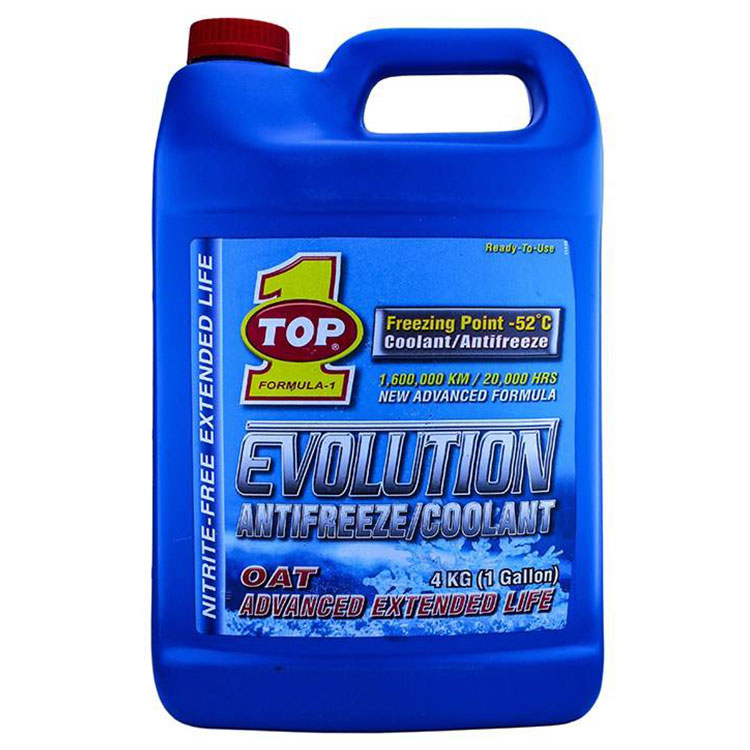 Ready-To-Use
1
TOP®
FORMULA-1
Freezing Point -52°C
Coolant/Antifreeze
1,600,000 KM / 20,000 HRS
NEW ADVANCED FORMULA
EVOLUTION
ANTIFREEZE/COOLANT
OAT
4 KG (1 Gallon)
ADVANCED EXTENDED LIFE
NITRITE-FREE EXTENDED LIFE